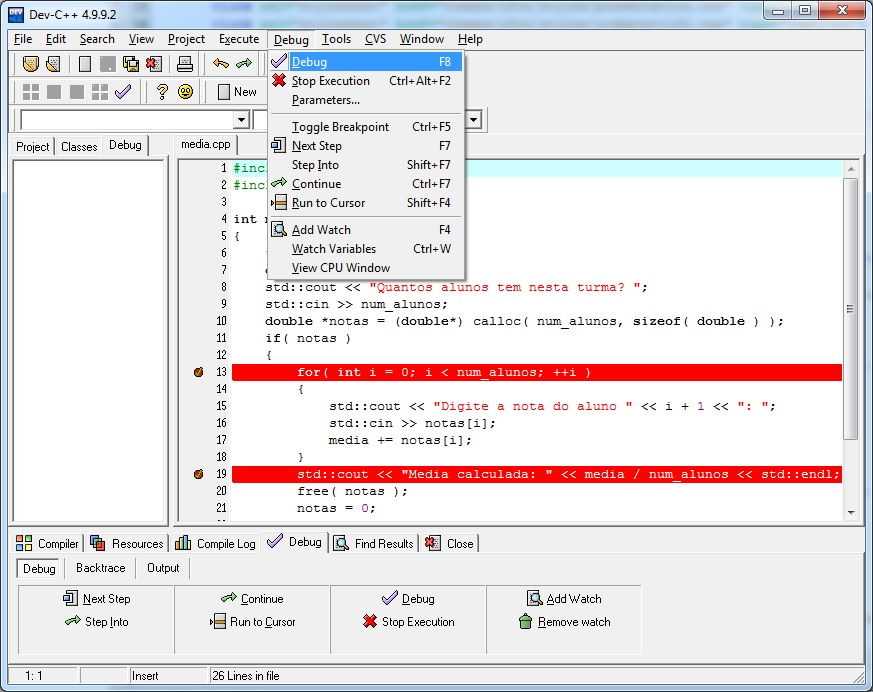 Dev-C++ 4.9.9.2
File Edit Search View Project Execute Debug Tools CVS Window Help
New
Debug F8
Stop Execution Ctrl+Alt+F2
Parameters...
Toggle Breakpoint Ctrl+F5
Next Step F7
Step Into Shift+F7
Continue Ctrl+F7
Run to Cursor Shift+F4
Add Watch F4
Watch Variables Ctrl+W
View CPU Window
Project Classes Debug
media.cpp
1 #inc
2 #inc
3
4 int
5 {
6
7
8 std::cout << "Quantos alunos tem nesta turma? ";
9 std::cin >> num_alunos;
10 double *notas = (double*) calloc( num_alunos, sizeof( double ) );
11 if( notas )
12 {
13 for( int i = 0; i < num_alunos; ++i )
14 {
15 std::cout << "Digite a nota do aluno " << i + 1 << ": ";
16 std::cin >> notas[i];
17 media += notas[i];
18 }
19 std::cout << "Media calculada: " << media / num_alunos << std::endl;
20 free( notas );
21 notas = 0;
Compiler Resources Compile Log Debug Find Results Close
Debug Backtrace Output
Next Step Continue Debug Add Watch
Step Into Run to Cursor Stop Execution Remove watch
1: 1 Insert 26 Lines in file